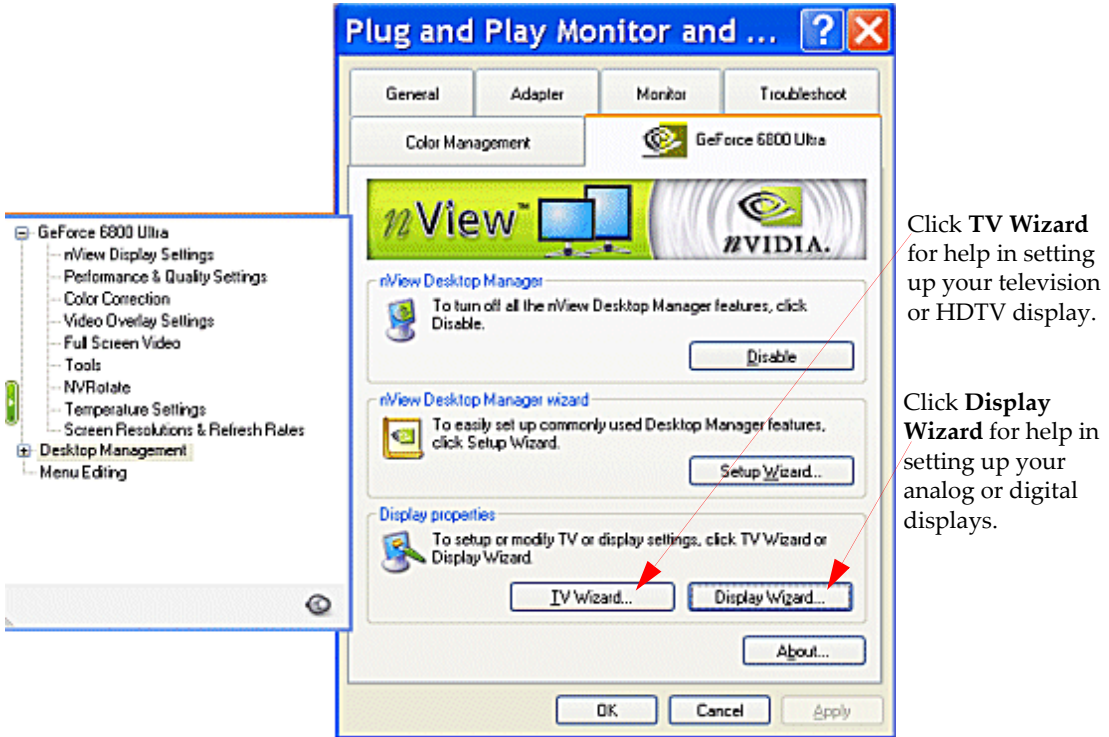 Plug and Play Monitor and ...
General
Adapter
Monitor
Troubleshoot
Color Management
GeForce 6800 Ultra
nView™
NVIDIA.
GeForce 6800 Ultra
nView Display Settings
Performance & Quality Settings
Color Correction
Video Overlay Settings
Full Screen Video
Tools
NVRotate
Temperature Settings
Screen Resolutions & Refresh Rates
Desktop Management
Menu Editing
nView Desktop Manager
To turn off all the nView Desktop Manager features, click
Disable.
Disable
nView Desktop Manager wizard
To easily set up commonly used Desktop Manager features,
click Setup Wizard.
Setup Wizard...
Display properties
To setup or modify TV or display settings, click TV Wizard or
Display Wizard.
TV Wizard...
Display Wizard...
About...
OK
Cancel
Apply
Click TV Wizard
for help in setting
up your television
or HDTV display.
Click Display
Wizard for help in
setting up your
analog or digital
displays.